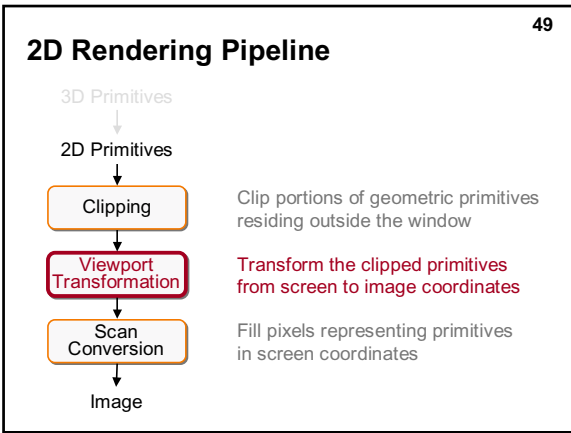 49
2D Rendering Pipeline
3D Primitives
2D Primitives
Clipping
Clip portions of geometric primitives
residing outside the window
Viewport
Transformation
Transform the clipped primitives
from screen to image coordinates
Scan
Conversion
Fill pixels representing primitives
in screen coordinates
Image